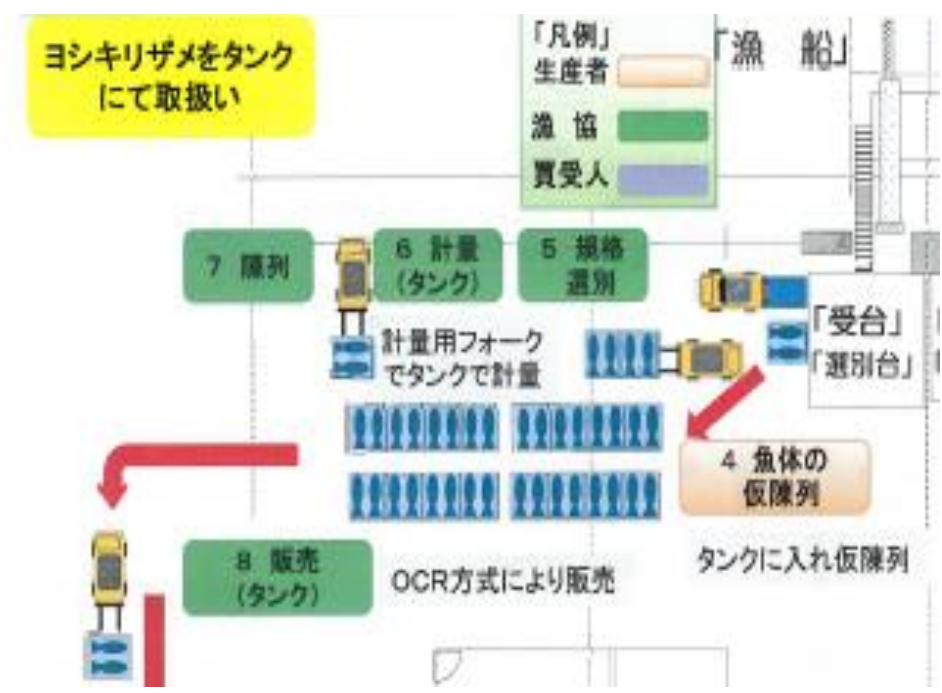 ヨシキリザメをタンク
にて取扱い
「凡例」
生産者
漁 協
買受人
「漁 船」
7 陳列
6 計量
(タンク)
5 規格
選別
計量用フォーク
でタンクで計量
「受台」
「選別台」
4 魚体の
仮陳列
タンクに入れ仮陳列
8 販売
(タンク)
OCR方式により販売